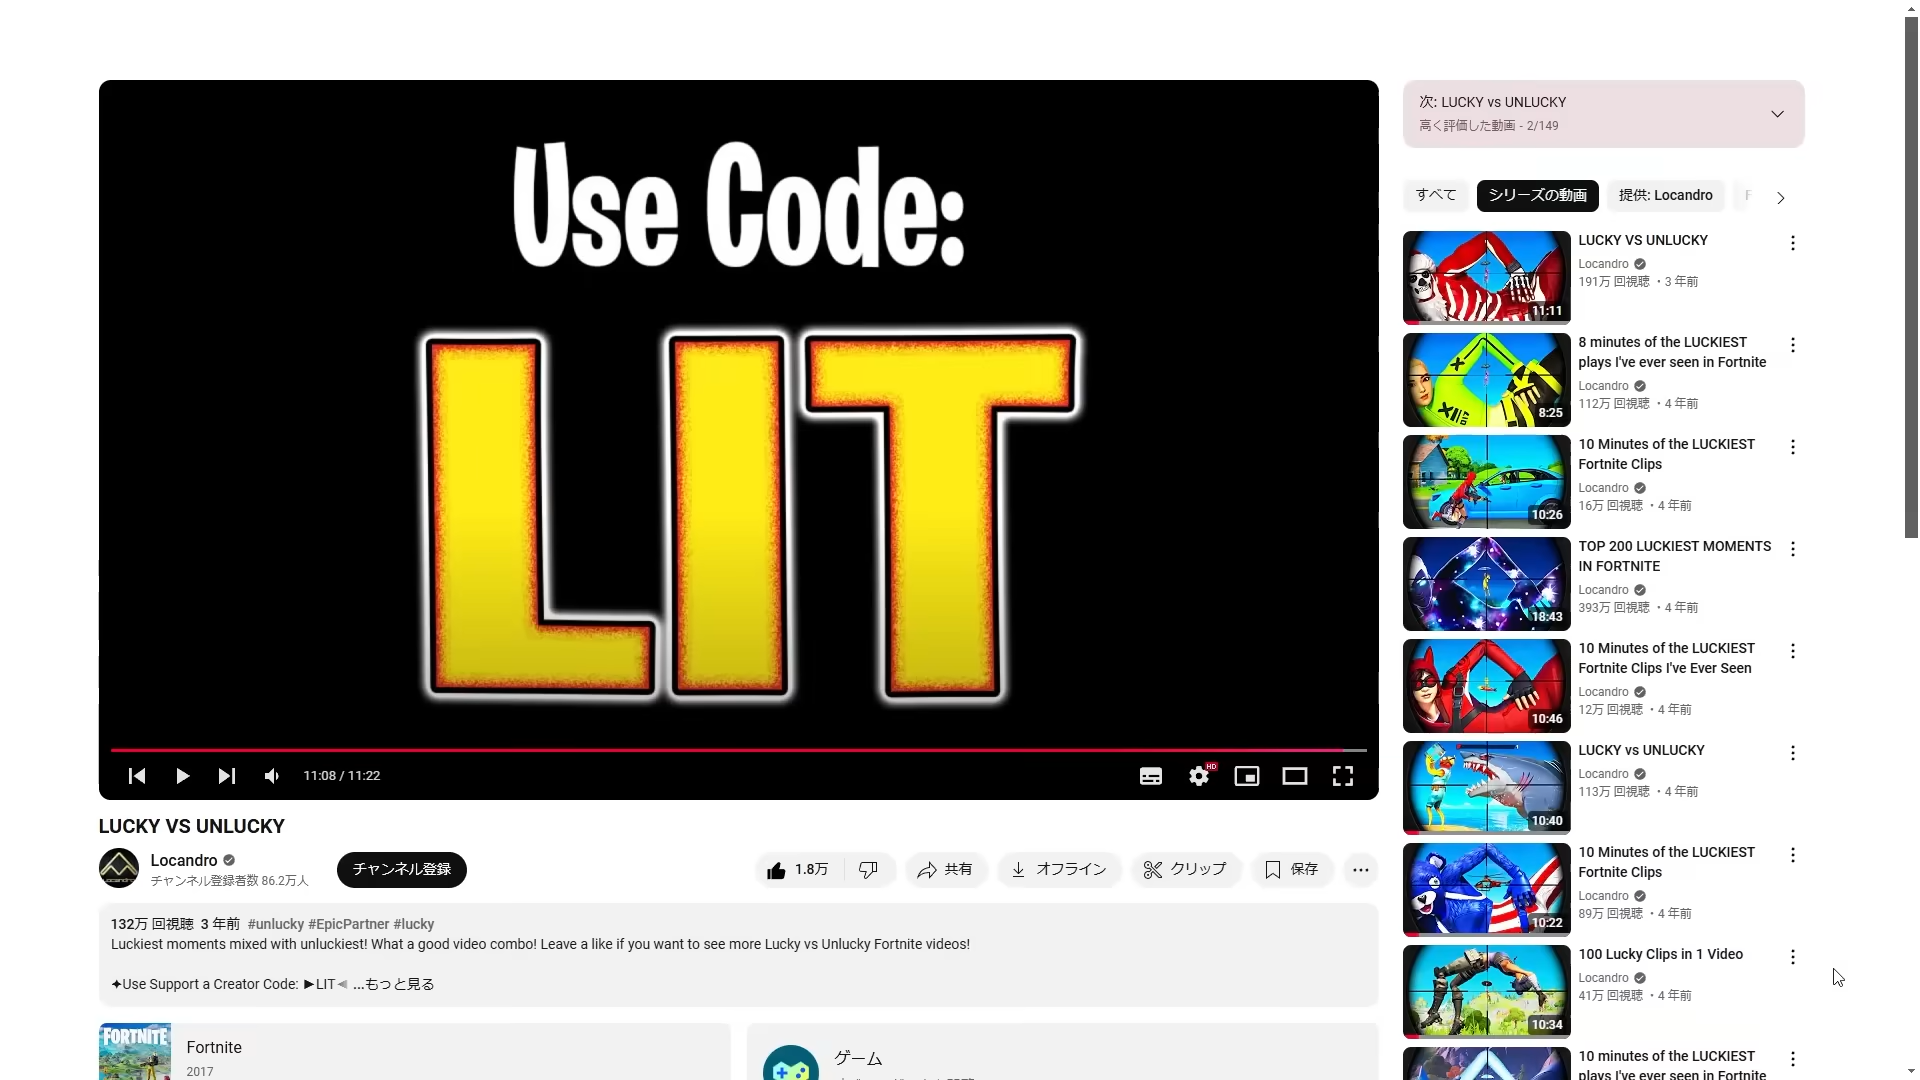 Use Code:
LIT
11:08 / 11:22
HD
LUCKY VS UNLUCKY
Locandro
チャンネル登録者数 86.2万人
チャンネル登録
1.8万
共有
オフライン
クリップ
保存
132万 回視聴 3 年前 #unlucky #EpicPartner #lucky
Luckiest moments mixed with unluckiest! What a good video combo! Leave a like if you want to see more Lucky vs Unlucky Fortnite videos!
✦Use Support a Creator Code: ►LIT◄ ...もっと見る
FORTNITE
Fortnite
2017
ゲーム
次: LUCKY vs UNLUCKY
高く評価した動画 - 2/149
すべて
シリーズの動画
提供: Locandro
11:11
LUCKY VS UNLUCKY
Locandro
191万 回視聴 ・3 年前
8:25
8 minutes of the LUCKIEST
plays I've ever seen in Fortnite
Locandro
112万 回視聴 ・4 年前
10:26
10 Minutes of the LUCKIEST
Fortnite Clips
Locandro
16万 回視聴 ・4 年前
18:43
TOP 200 LUCKIEST MOMENTS
IN FORTNITE
Locandro
393万 回視聴 ・4 年前
10:46
10 Minutes of the LUCKIEST
Fortnite Clips I've Ever Seen
Locandro
12万 回視聴 ・4 年前
10:40
LUCKY vs UNLUCKY
Locandro
113万 回視聴 ・4 年前
10:22
10 Minutes of the LUCKIEST
Fortnite Clips
Locandro
89万 回視聴 ・4 年前
10:34
100 Lucky Clips in 1 Video
Locandro
41万 回視聴 ・4 年前
10 minutes of the LUCKIEST
plays I've ever seen in Fortnite